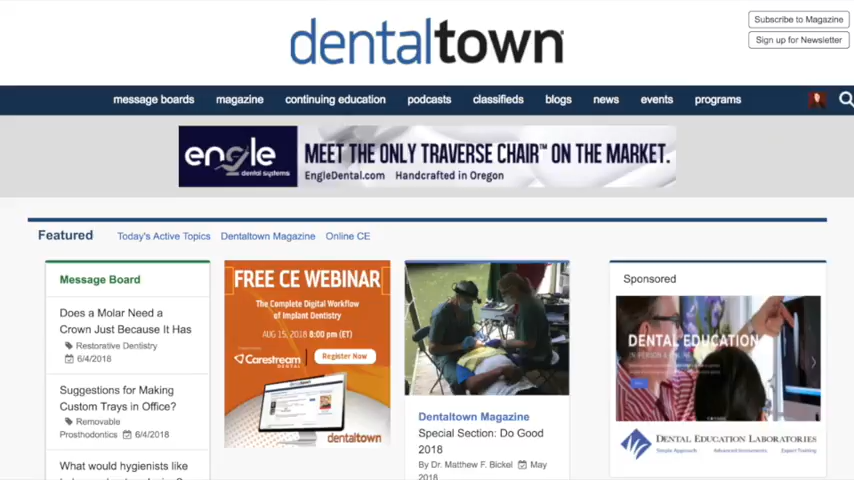 dentaltown
Subscribe to Magazine
Sign up for Newsletter
message boards magazine continuing education podcasts classifieds blogs news events programs
engle
dental systems
MEET THE ONLY TRAVERSE CHAIR™ ON THE MARKET.
EngleDental.com Handcrafted in Oregon
Featured Today's Active Topics Dentaltown Magazine Online CE
Message Board
Does a Molar Need a
Crown Just Because It Has
Restorative Dentistry
6/4/2018
Suggestions for Making
Custom Trays in Office?
Removable
Prosthodontics 6/4/2018
What would hygienists like
FREE CE WEBINAR
The Complete Digital Workflow
of Implant Dentistry
AUG 15, 2018 8:00 pm (ET)
Carestream
DENTAL
Register Now
dentaltown
Dentaltown Magazine
Special Section: Do Good
2018
By Dr. Matthew F. Bickel May
2018
Sponsored
DENTAL EDUCATION
IN PERSON & ONLINE
DENTAL EDUCATION LABORATORIES
Simple Approach Advanced Instruments Expert Training